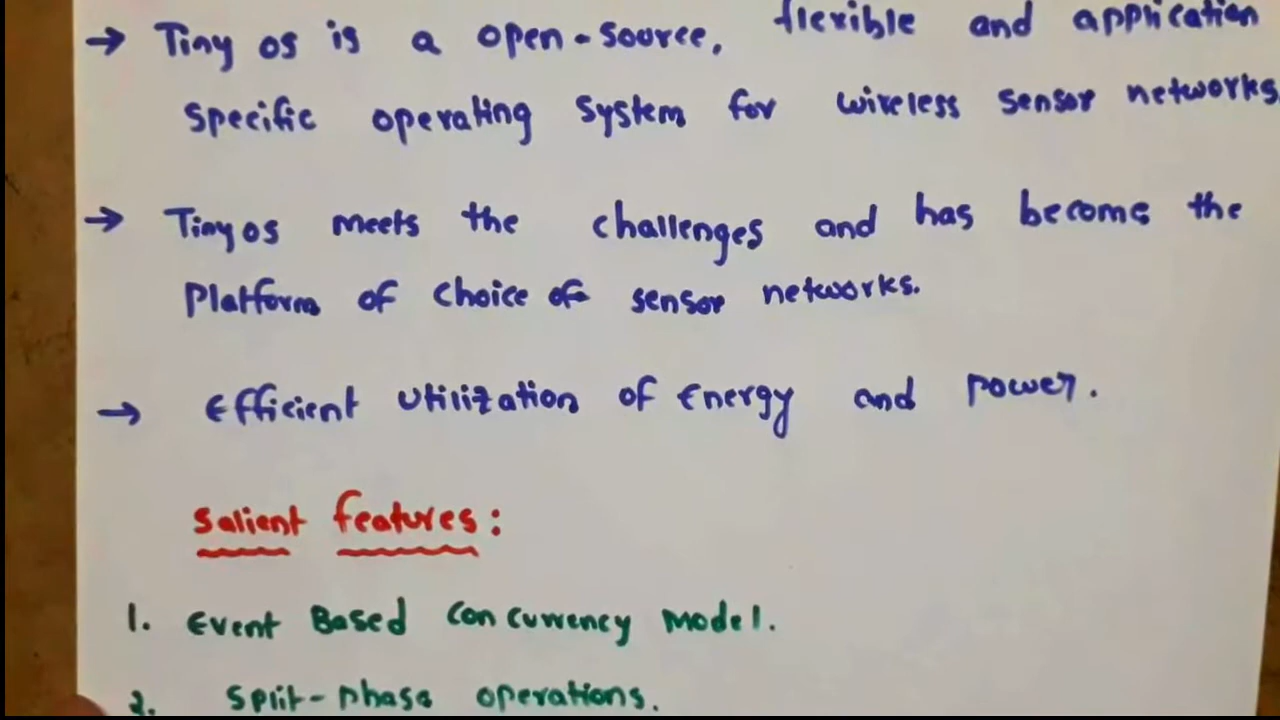 → Tiny os is a open-source, flexible and application
specific operating system for wireless sensor networks
→ Tiny os meets the challenges and has become the
Platform of choice of sensor networks.
→ Efficient utilization of Energy and power.
Salient features:
1. Event Based Concurrency Model.
2. Split-phase operations.